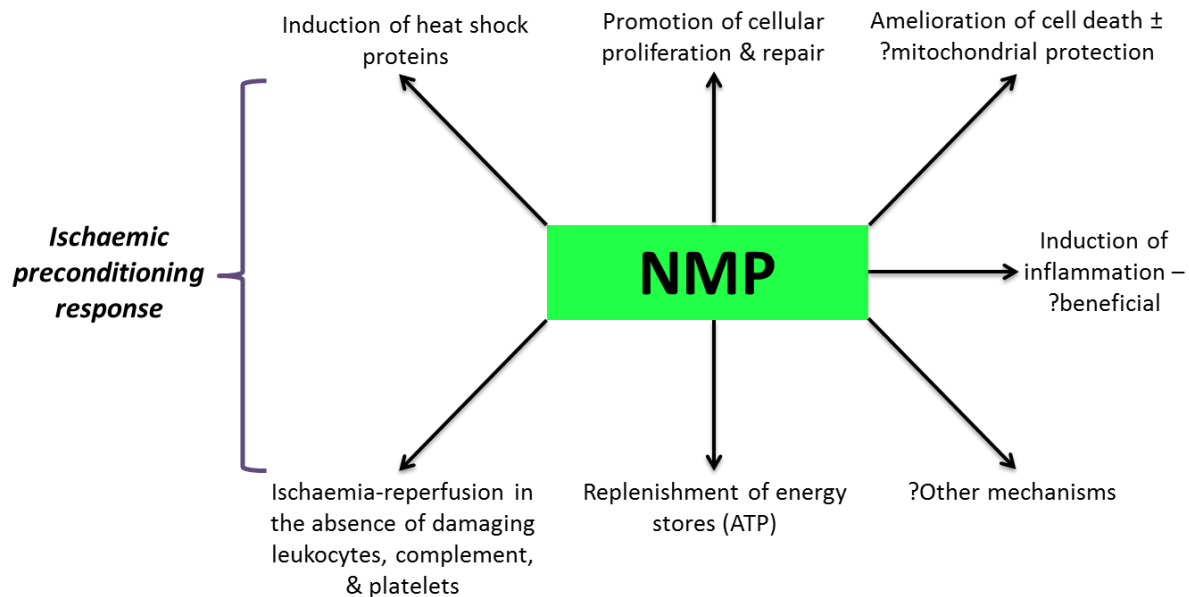 Induction of heat shock
proteins
Promotion of cellular
proliferation & repair
Amelioration of cell death ±
?mitochondrial protection
Ischaemic
preconditioning
response
NMP
Induction of
inflammation –
?beneficial
Ischaemia-reperfusion in
the absence of damaging
leukocytes, complement,
& platelets
Replenishment of energy
stores (ATP)
?Other mechanisms